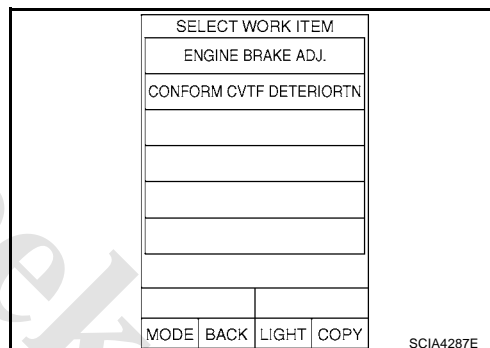 SELECT WORK ITEM
ENGINE BRAKE ADJ.
CONFORM CVTF DETERIORTN
MODE BACK LIGHT COPY
SCIA4287E